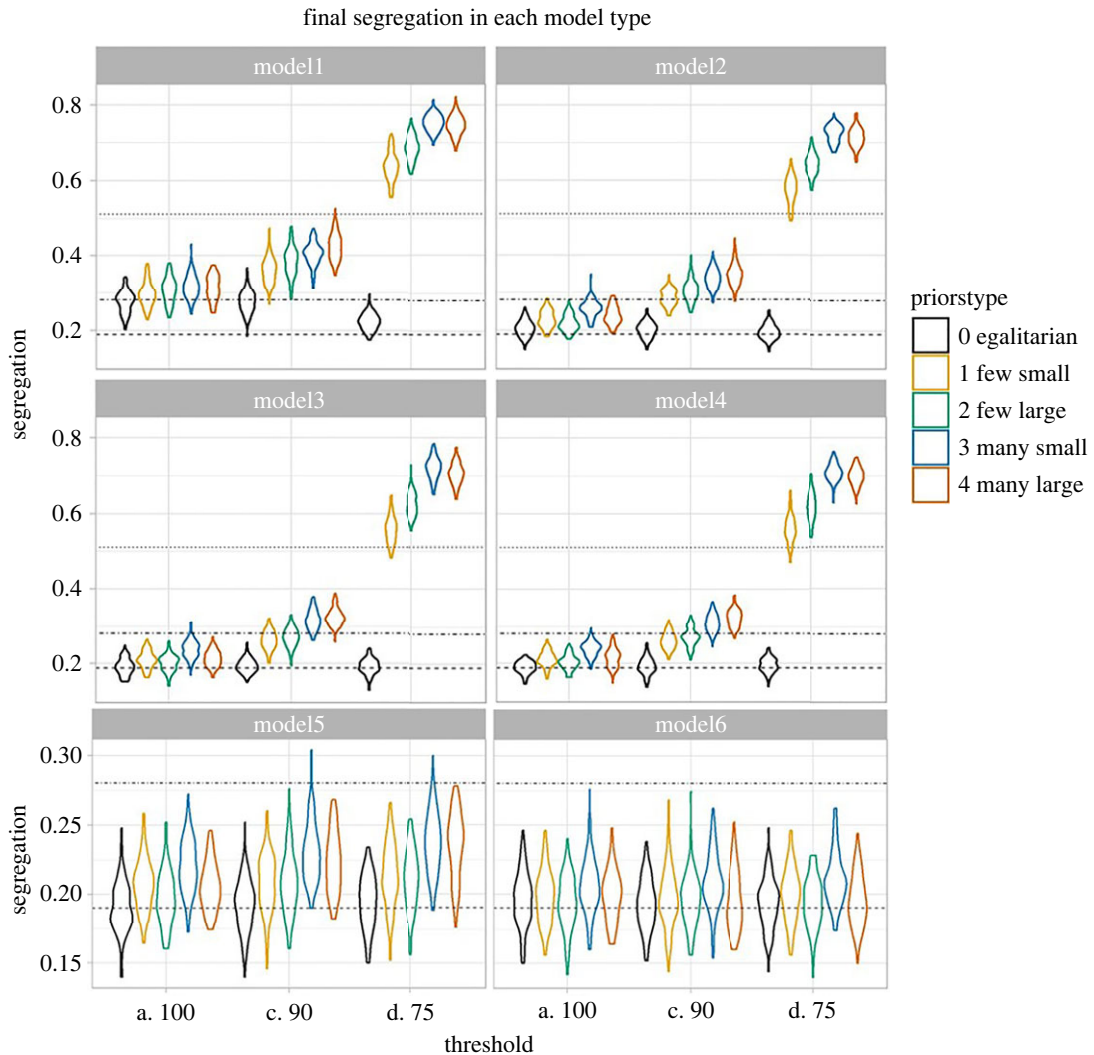 final segregation in each model type
model1 model2
0.8
0.6
0.4
0.2
segregation
model3 model4
0.8
0.6
0.4
0.2
model5 model6
0.30
0.25
0.20
0.15
segregation
a. 100 c. 90 d. 75 a. 100 c. 90 d. 75
threshold
priorstype
0 egalitarian
1 few small
2 few large
3 many small
4 many large